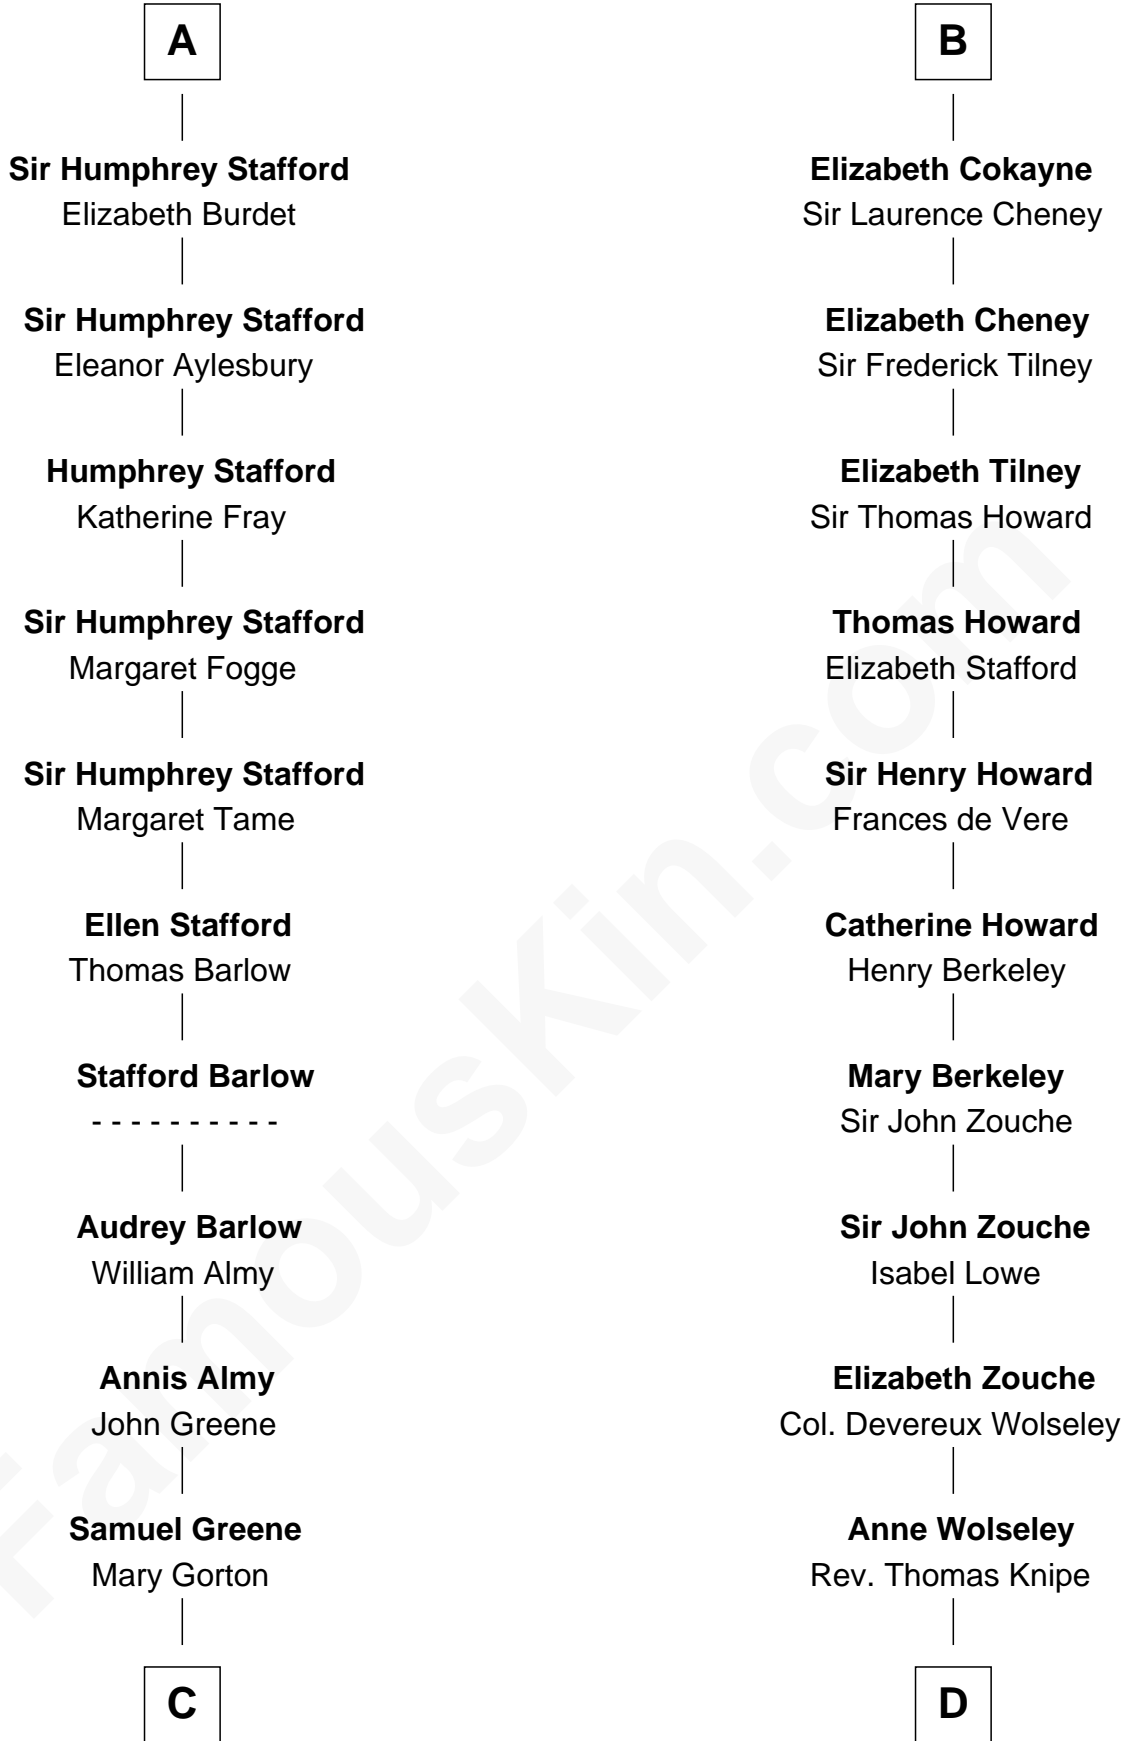 A
Sir Humphrey Stafford
Elizabeth Burdet
Sir Humphrey Stafford
Eleanor Aylesbury
Humphrey Stafford
Katherine Fray
Sir Humphrey Stafford
Margaret Fogge
Sir Humphrey Stafford
Margaret Tame
Ellen Stafford
Thomas Barlow
Stafford Barlow
- - - - - - - - - -
Audrey Barlow
William Almy
Annis Almy
John Greene
Samuel Greene
Mary Gorton
C
B
Elizabeth Cokayne
Sir Laurence Cheney
Elizabeth Cheney
Sir Frederick Tilney
Elizabeth Tilney
Sir Thomas Howard
Thomas Howard
Elizabeth Stafford
Sir Henry Howard
Frances de Vere
Catherine Howard
Henry Berkeley
Mary Berkeley
Sir John Zouche
Sir John Zouche
Isabel Lowe
Elizabeth Zouche
Col. Devereux Wolseley
Anne Wolseley
Rev. Thomas Knipe
D
FamousKin.com